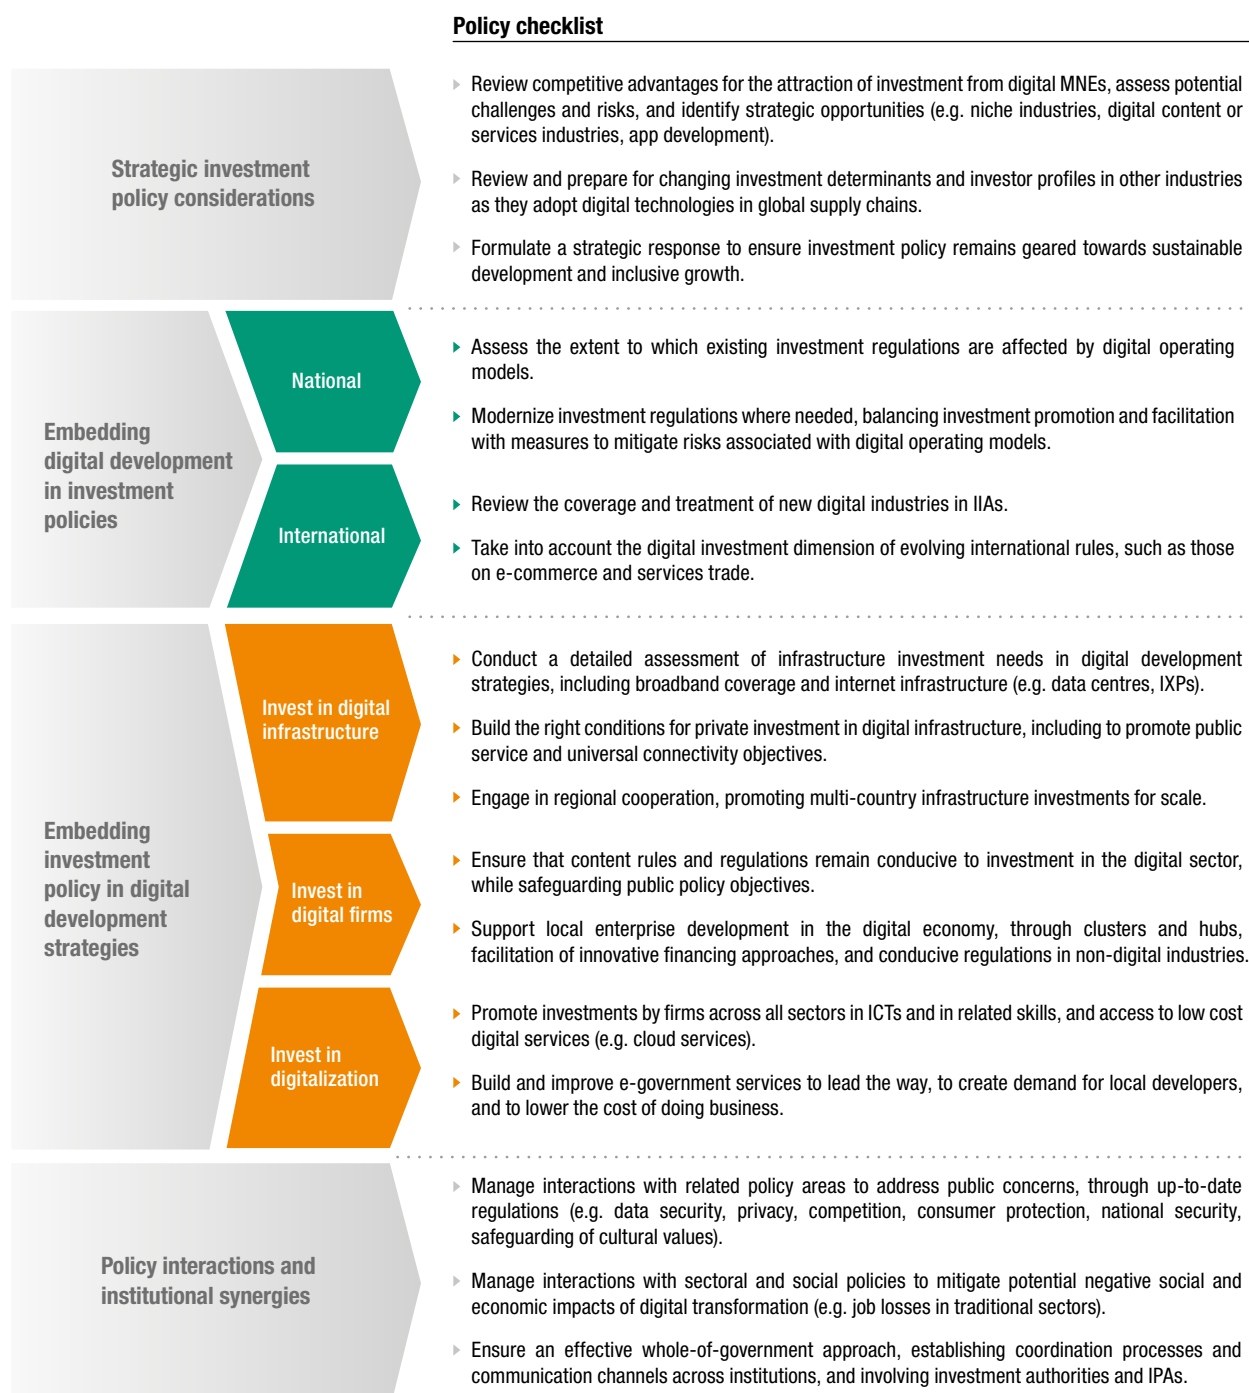 Policy checklist
Strategic investment
policy considerations
Review competitive advantages for the attraction of investment from digital MNEs, assess potential
challenges and risks, and identify strategic opportunities (e.g. niche industries, digital content or
services industries, app development).
Review and prepare for changing investment determinants and investor profiles in other industries
as they adopt digital technologies in global supply chains.
Formulate a strategic response to ensure investment policy remains geared towards sustainable
development and inclusive growth.
Embedding
digital development
in investment
policies
National
Assess the extent to which existing investment regulations are affected by digital operating
models.
Modernize investment regulations where needed, balancing investment promotion and facilitation
with measures to mitigate risks associated with digital operating models.
International
Review the coverage and treatment of new digital industries in IIAs.
Take into account the digital investment dimension of evolving international rules, such as those
on e-commerce and services trade.
Embedding
investment
policy in digital
development
strategies
Invest in digital
infrastructure
Conduct a detailed assessment of infrastructure investment needs in digital development
strategies, including broadband coverage and internet infrastructure (e.g. data centres, IXPs).
Build the right conditions for private investment in digital infrastructure, including to promote public
service and universal connectivity objectives.
Engage in regional cooperation, promoting multi-country infrastructure investments for scale.
Invest in
digital firms
Ensure that content rules and regulations remain conducive to investment in the digital sector,
while safeguarding public policy objectives.
Support local enterprise development in the digital economy, through clusters and hubs,
facilitation of innovative financing approaches, and conducive regulations in non-digital industries.
Invest in
digitalization
Promote investments by firms across all sectors in ICTs and in related skills, and access to low cost
digital services (e.g. cloud services).
Build and improve e-government services to lead the way, to create demand for local developers,
and to lower the cost of doing business.
Policy interactions and
institutional synergies
Manage interactions with related policy areas to address public concerns, through up-to-date
regulations (e.g. data security, privacy, competition, consumer protection, national security,
safeguarding of cultural values).
Manage interactions with sectoral and social policies to mitigate potential negative social and
economic impacts of digital transformation (e.g. job losses in traditional sectors).
Ensure an effective whole-of-government approach, establishing coordination processes and
communication channels across institutions, and involving investment authorities and IPAs.